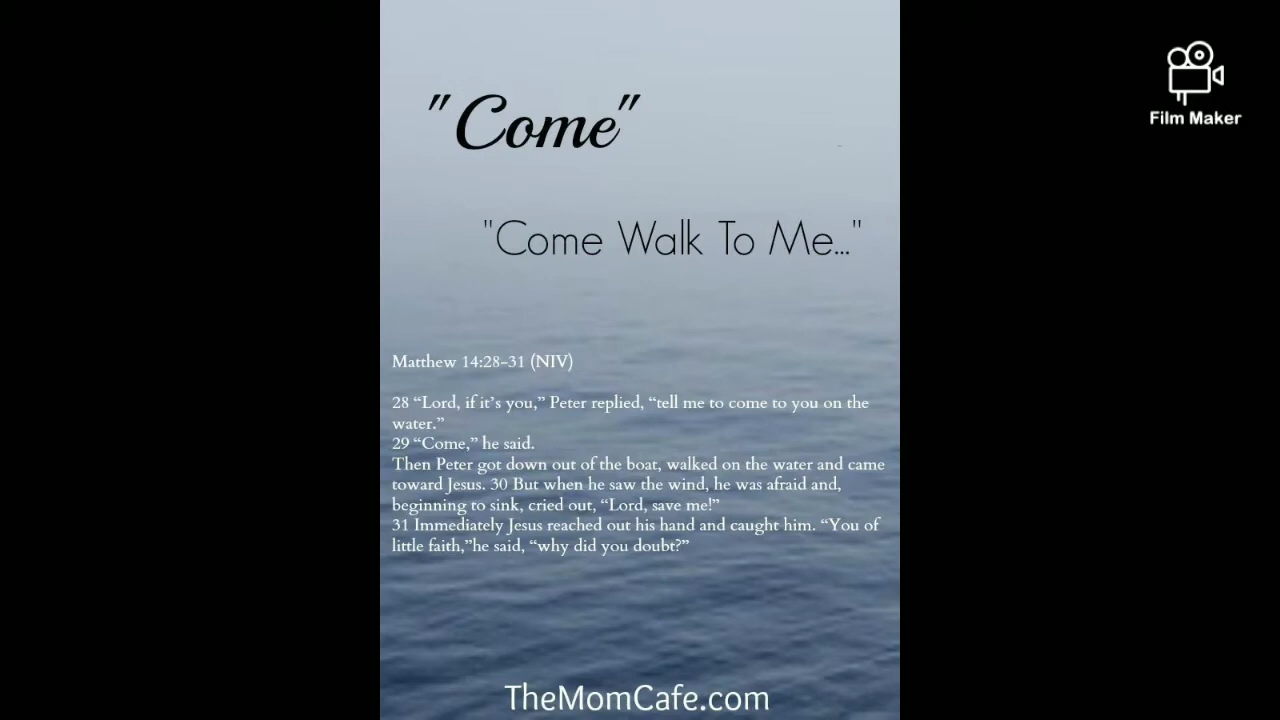 "Come"
Film Maker
"Come Walk To Me..."
Matthew 14:28-31 (NIV)
28 “Lord, if it’s you,” Peter replied, “tell me to come to you on the
water.”
29 “Come,” he said.
Then Peter got down out of the boat, walked on the water and came
toward Jesus. 30 But when he saw the wind, he was afraid and,
beginning to sink, cried out, “Lord, save me!”
31 Immediately Jesus reached out his hand and caught him. “You of
little faith,”he said, “why did you doubt?”
TheMomCafe.com